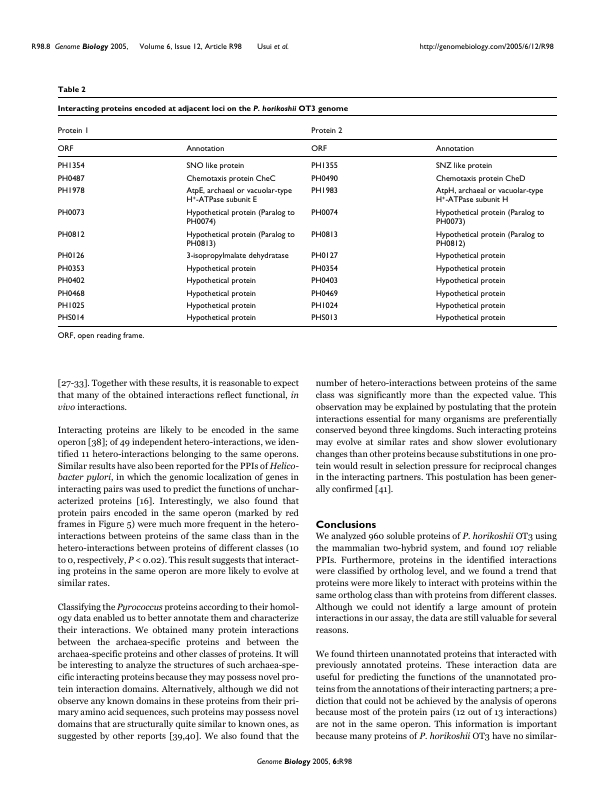 R98.8 Genome Biology 2005, Volume 6, Issue 12, Article R98 Usui et al. http://genomebiology.com/2005/6/12/R98
Table 2
Interacting proteins encoded at adjacent loci on the P. horikoshii OT3 genome
Protein 1 Protein 2
ORF Annotation ORF Annotation
PH1354 SNO like protein PH1355 SNZ like protein
PH0487 Chemotaxis protein CheC PH0490 Chemotaxis protein CheD
PH1978 AtpE, archaeal or vacuolar-type PH1983 AtpH, archaeal or vacuolar-type
H+-ATPase subunit E H+-ATPase subunit H
PH0073 Hypothetical protein (Paralog to PH0074 Hypothetical protein (Paralog to
PH0074) PH0073)
PH0812 Hypothetical protein (Paralog to PH0813 Hypothetical protein (Paralog to
PH0813) PH0812)
PH0126 3-isopropylmalate dehydratase PH0127 Hypothetical protein
PH0353 Hypothetical protein PH0354 Hypothetical protein
PH0402 Hypothetical protein PH0403 Hypothetical protein
PH0468 Hypothetical protein PH0469 Hypothetical protein
PH1025 Hypothetical protein PH1024 Hypothetical protein
PHS014 Hypothetical protein PHS013 Hypothetical protein
ORF, open reading frame.
[27-33]. Together with these results, it is reasonable to expect
that many of the obtained interactions reflect functional, in
vivo interactions.
Interacting proteins are likely to be encoded in the same
operon [38]; of 49 independent hetero-interactions, we iden-
tified 11 hetero-interactions belonging to the same operons.
Similar results have also been reported for the PPIs of Helico-
bacter pylori, in which the genomic localization of genes in
interacting pairs was used to predict the functions of unchar-
acterized proteins [16]. Interestingly, we also found that
protein pairs encoded in the same operon (marked by red
frames in Figure 5) were much more frequent in the hetero-
interactions between proteins of the same class than in the
hetero-interactions between proteins of different classes (10
to 0, respectively, P < 0.02). This result suggests that interact-
ing proteins in the same operon are more likely to evolve at
similar rates.
Classifying the Pyrococcus proteins according to their homol-
ogy data enabled us to better annotate them and characterize
their interactions. We obtained many protein interactions
between the archaea-specific proteins and between the
archaea-specific proteins and other classes of proteins. It will
be interesting to analyze the structures of such archaea-spe-
cific interacting proteins because they may possess novel pro-
tein interaction domains. Alternatively, although we did not
observe any known domains in these proteins from their pri-
mary amino acid sequences, such proteins may possess novel
domains that are structurally quite similar to known ones, as
suggested by other reports [39,40]. We also found that the
number of hetero-interactions between proteins of the same
class was significantly more than the expected value. This
observation may be explained by postulating that the protein
interactions essential for many organisms are preferentially
conserved beyond three kingdoms. Such interacting proteins
may evolve at similar rates and show slower evolutionary
changes than other proteins because substitutions in one pro-
tein would result in selection pressure for reciprocal changes
in the interacting partners. This postulation has been gener-
ally confirmed [41].
Conclusions
We analyzed 960 soluble proteins of P. horikoshii OT3 using
the mammalian two-hybrid system, and found 107 reliable
PPIs. Furthermore, proteins in the identified interactions
were classified by ortholog level, and we found a trend that
proteins were more likely to interact with proteins within the
same ortholog class than with proteins from different classes.
Although we could not identify a large amount of protein
interactions in our assay, the data are still valuable for several
reasons.
We found thirteen unannotated proteins that interacted with
previously annotated proteins. These interaction data are
useful for predicting the functions of the unannotated pro-
teins from the annotations of their interacting partners; a pre-
diction that could not be achieved by the analysis of operons
because most of the protein pairs (12 out of 13 interactions)
are not in the same operon. This information is important
because many proteins of P. horikoshii OT3 have no similar-
Genome Biology 2005, 6:R98